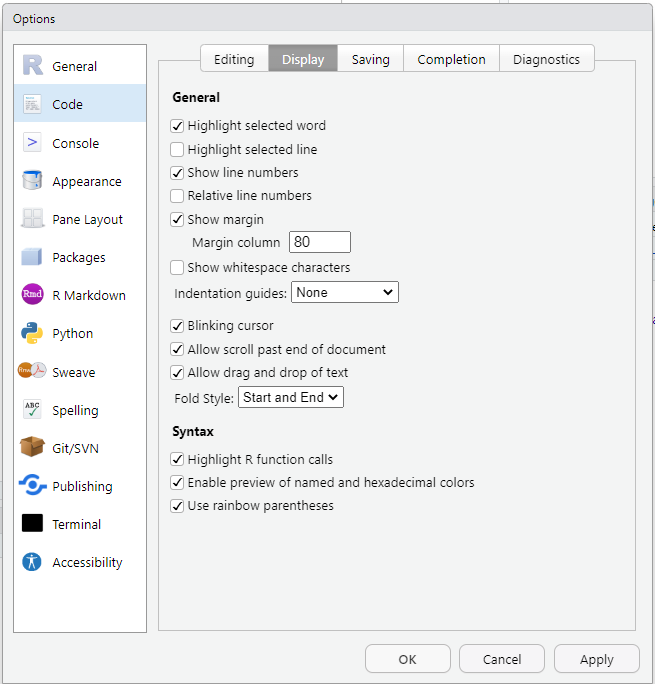 Options
General
Code
Console
Appearance
Pane Layout
Packages
Rmd R Markdown
Python
Rnw Sweave
ABC Spelling
Git/SVN
Publishing
Terminal
Accessibility
Editing Display Saving Completion Diagnostics
General
Highlight selected word
Highlight selected line
Show line numbers
Relative line numbers
Show margin
Margin column 80
Show whitespace characters
Indentation guides: None
Blinking cursor
Allow scroll past end of document
Allow drag and drop of text
Fold Style: Start and End
Syntax
Highlight R function calls
Enable preview of named and hexadecimal colors
Use rainbow parentheses
OK Cancel Apply